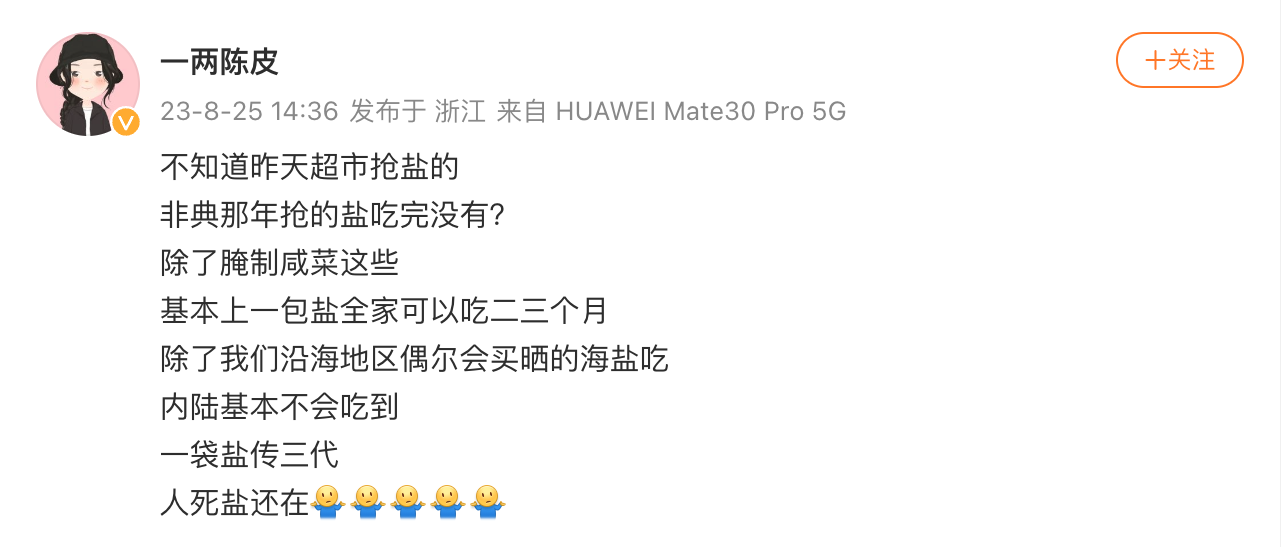 一两陈皮
+关注
23-8-25 14:36 发布于 浙江 来自 HUAWEI Mate30 Pro 5G
不知道昨天超市抢盐的
非典那年抢的盐吃完没有？
除了腌制咸菜这些
基本上一包盐全家可以吃二三个月
除了我们沿海地区偶尔会买晒的海盐吃
内陆基本不会吃到
一袋盐传三代
人死盐还在🤷🤷🤷🤷🤷